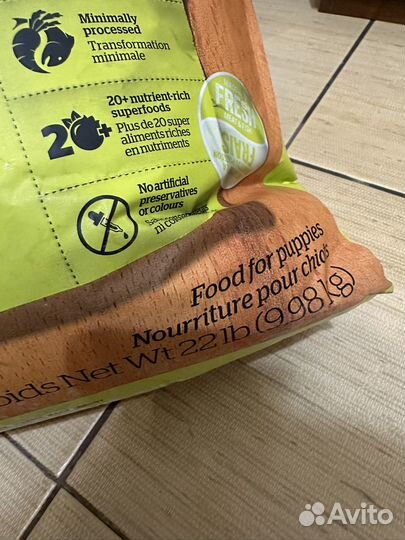 Minimally
processed
Transformation
minimale
20+ nutrient-rich
superfoods
20+
Plus de 20 super
aliments riches
en nutriments
No artificial
preservatives
or colours
FRESH
Food for puppies
Nourriture pour chiots
Net Wt 22 lb (9.98 kg)
Avito